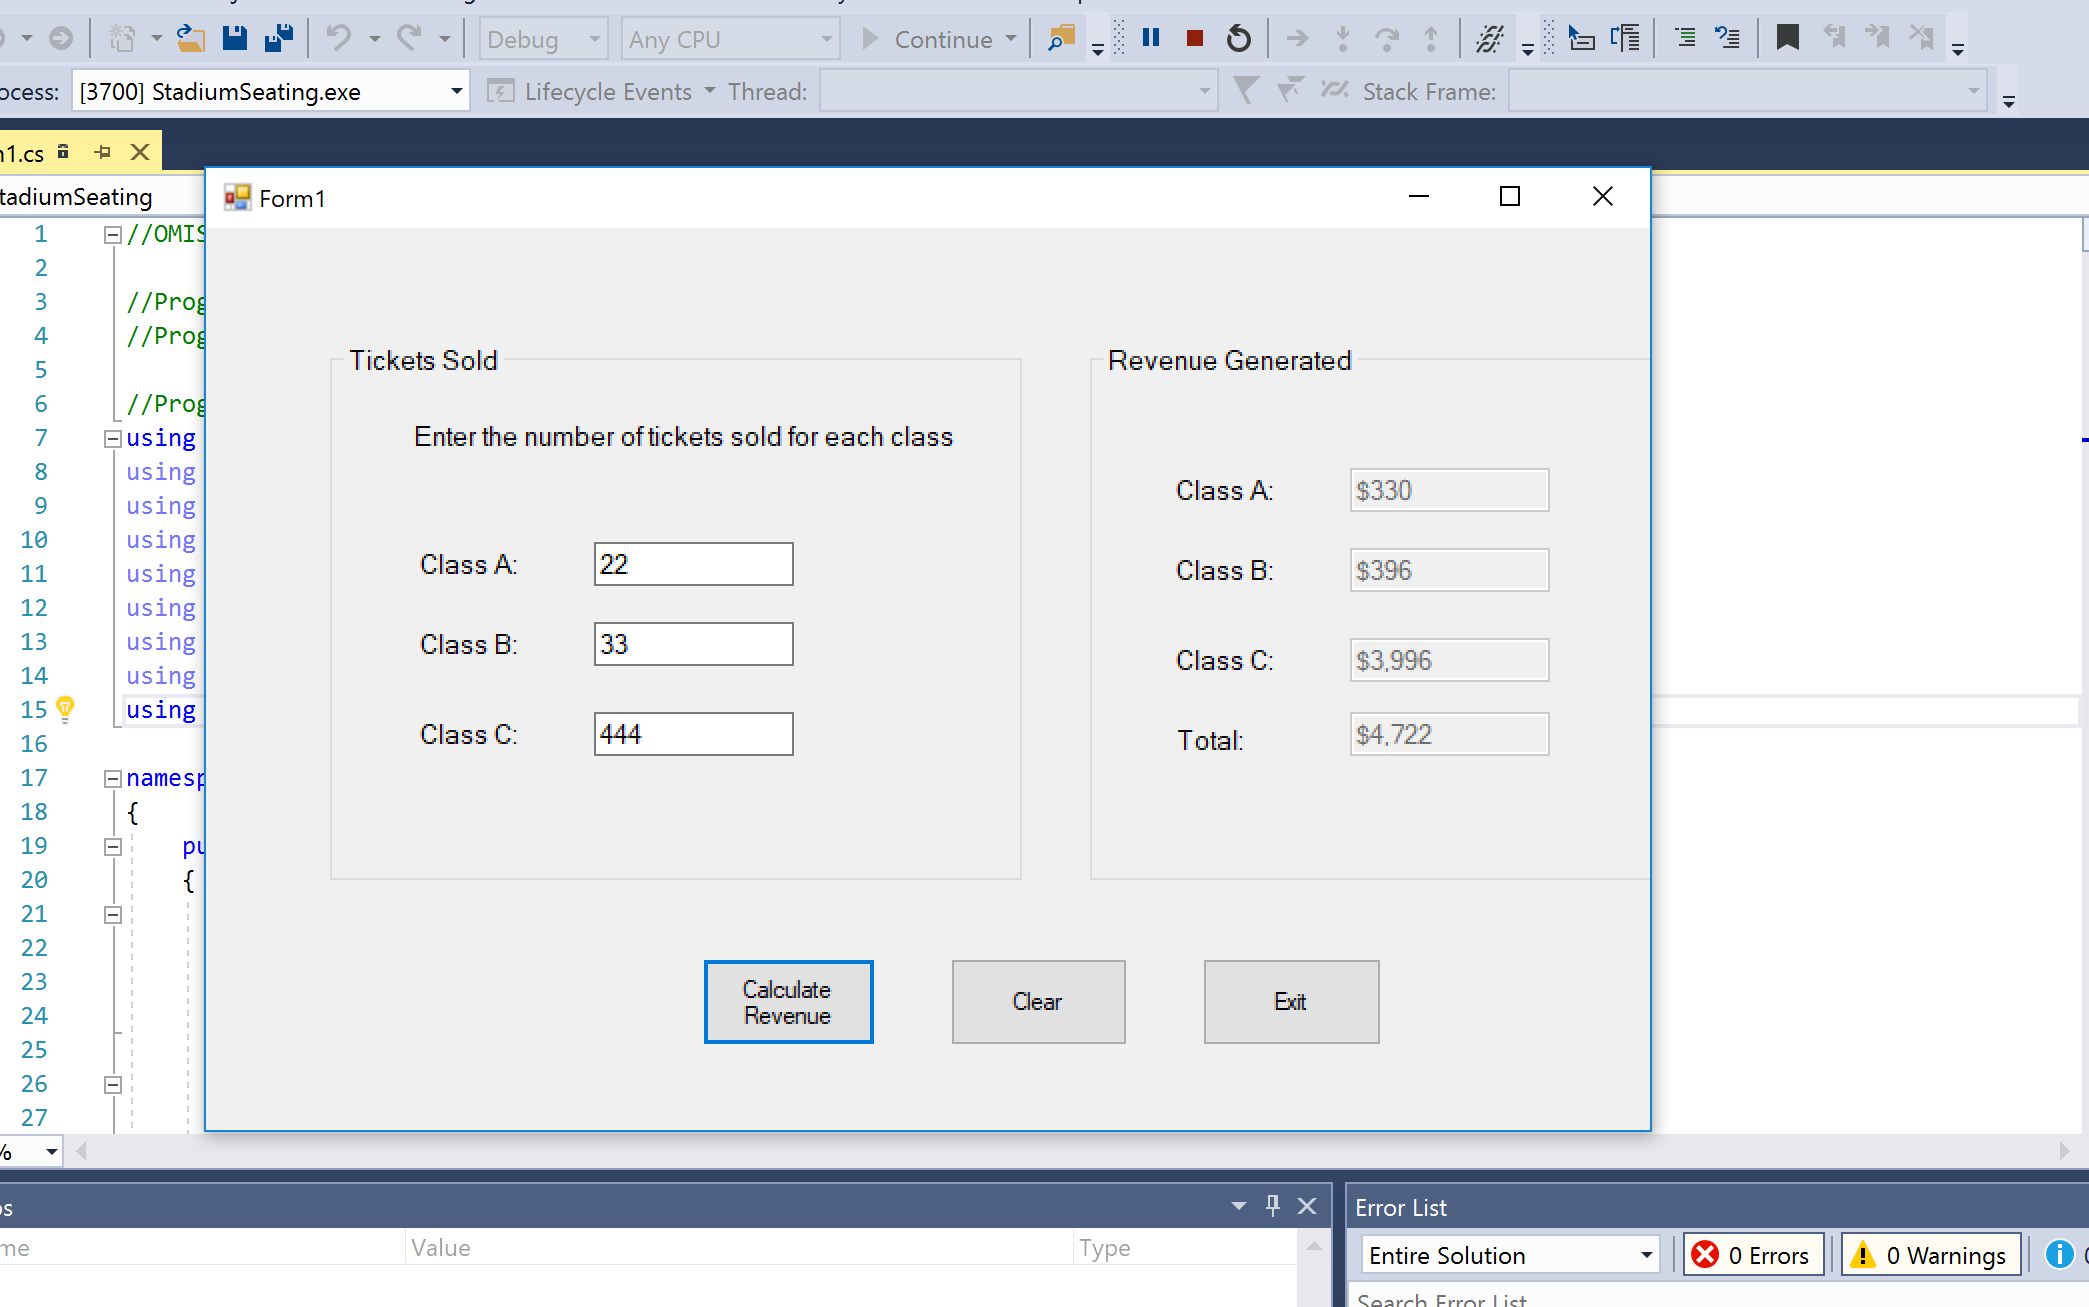 Debug Any CPU Continue
ocess: [3700] StadiumSeating.exe Lifecycle Events Thread: Stack Frame:
n1.cs
tadiumSeating
Form1
1 //OMIS
2
3 //Prog
4 //Prog
5
6 //Prog
7 using
8 using
9 using
10 using
11 using
12 using
13 using
14 using
15 using
16
17 namesp
18 {
19 pu
20 {
21
22
23
24
25
26
27
Tickets Sold
Enter the number of tickets sold for each class
Class A: 22
Class B: 33
Class C: 444
Revenue Generated
Class A: $330
Class B: $396
Class C: $3,996
Total: $4,722
Calculate
Revenue
Clear
Exit
%
os
me Value Type
Error List
Entire Solution 0 Errors 0 Warnings
Search Error List